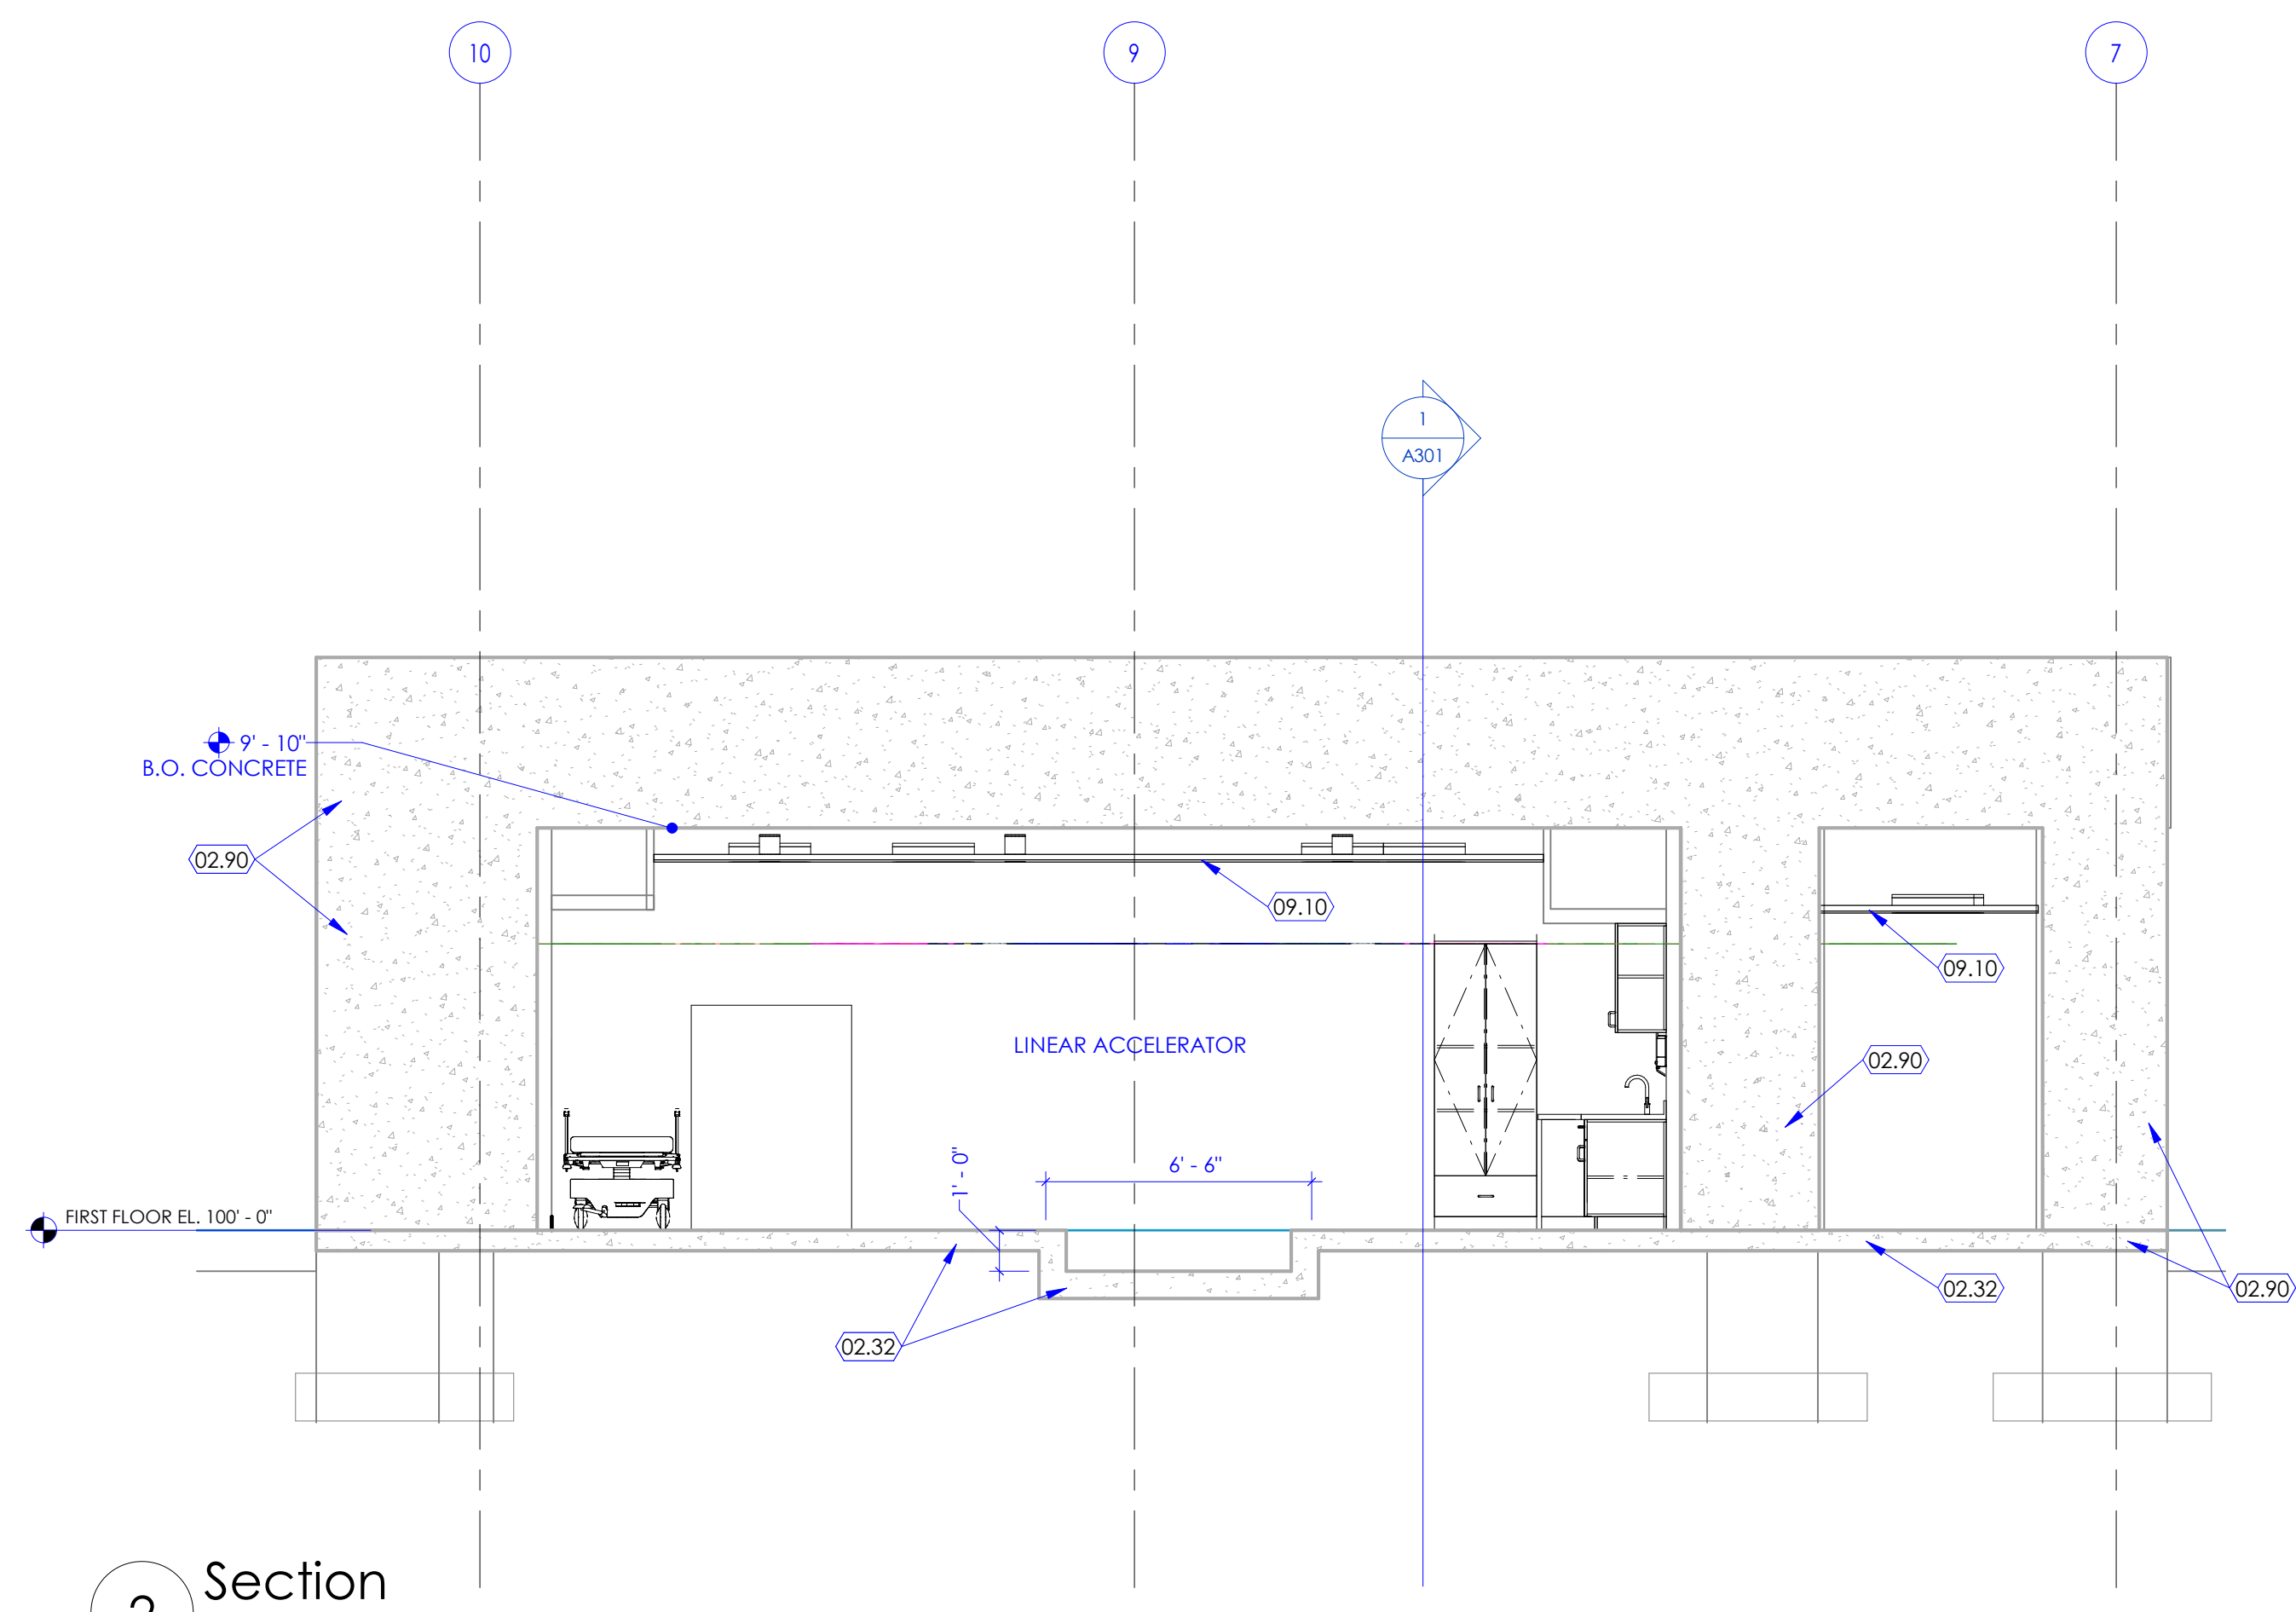 10
9
7
1
A301
9' - 10"
B.O. CONCRETE
02.90
09.10
09.10
LINEAR ACCELERATOR
02.90
1' - 0"
6' - 6"
FIRST FLOOR EL. 100' - 0"
02.32
02.90
02.32
Section
2